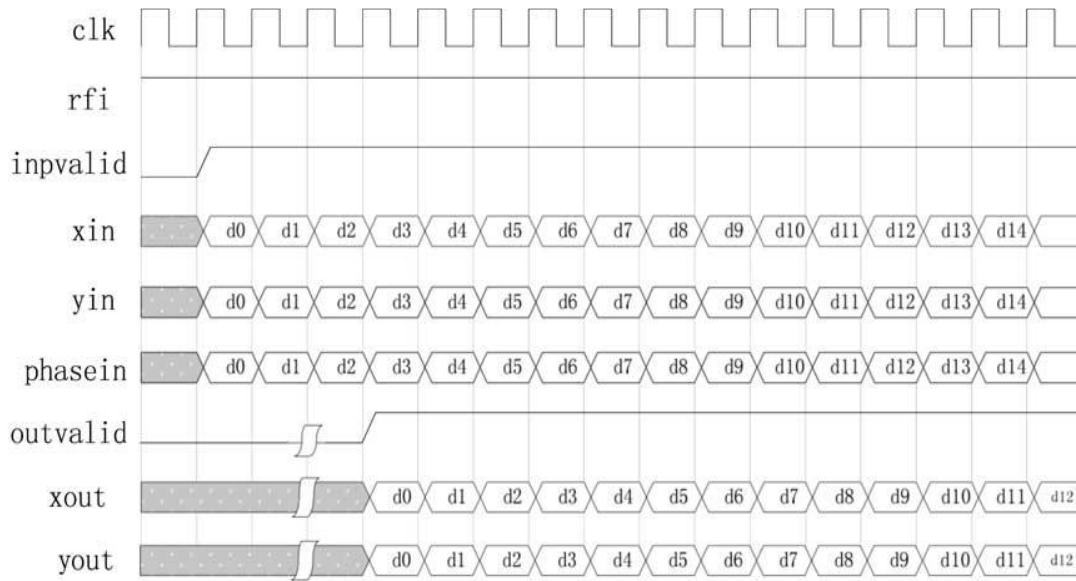 clk
rfi
inpvalid
xin d0 d1 d2 d3 d4 d5 d6 d7 d8 d9 d10 d11 d12 d13 d14
yin d0 d1 d2 d3 d4 d5 d6 d7 d8 d9 d10 d11 d12 d13 d14
phasein d0 d1 d2 d3 d4 d5 d6 d7 d8 d9 d10 d11 d12 d13 d14
outvalid
xout d0 d1 d2 d3 d4 d5 d6 d7 d8 d9 d10 d11 d12
yout d0 d1 d2 d3 d4 d5 d6 d7 d8 d9 d10 d11 d12